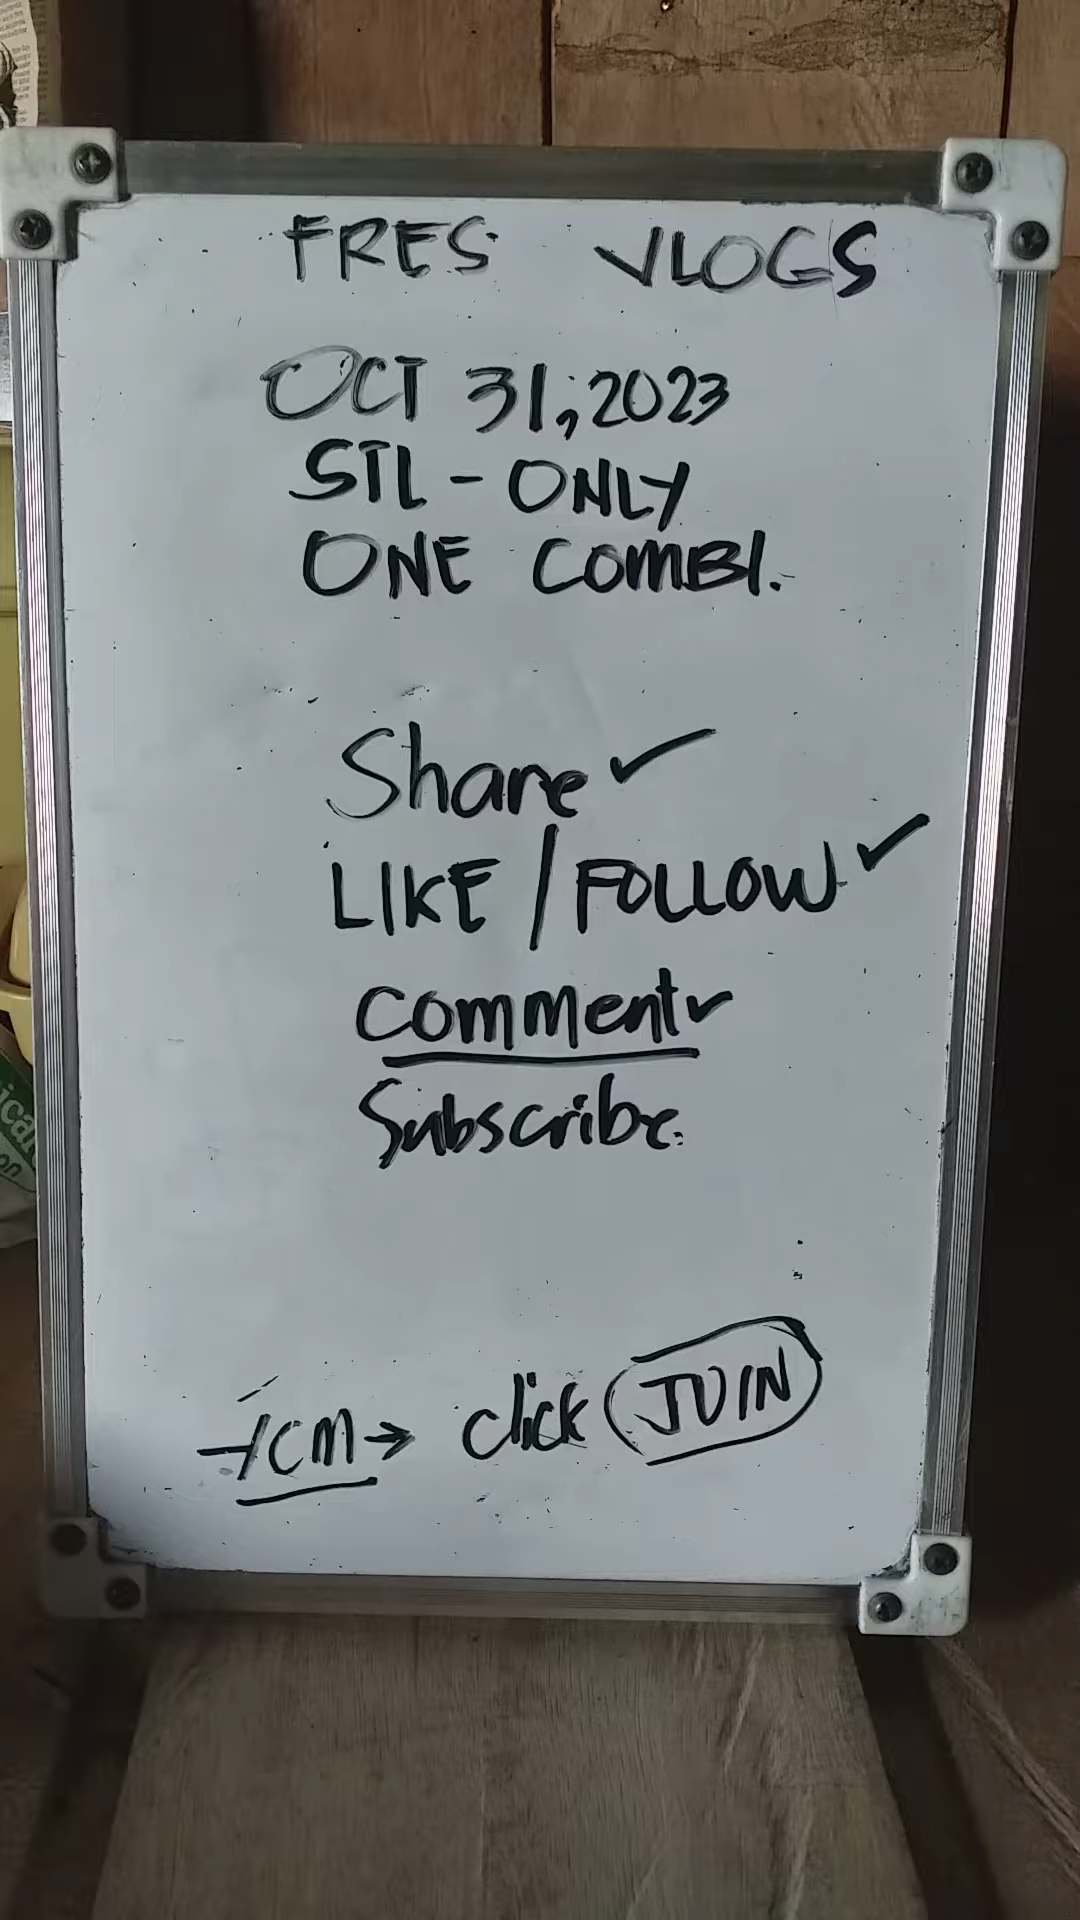 FRES VLOGS
OCT 31, 2023
STL - ONLY
ONE COMBI.
Share ✓
LIKE / FOLLOW ✓
Comment ✓
Subscribe.
click JOIN